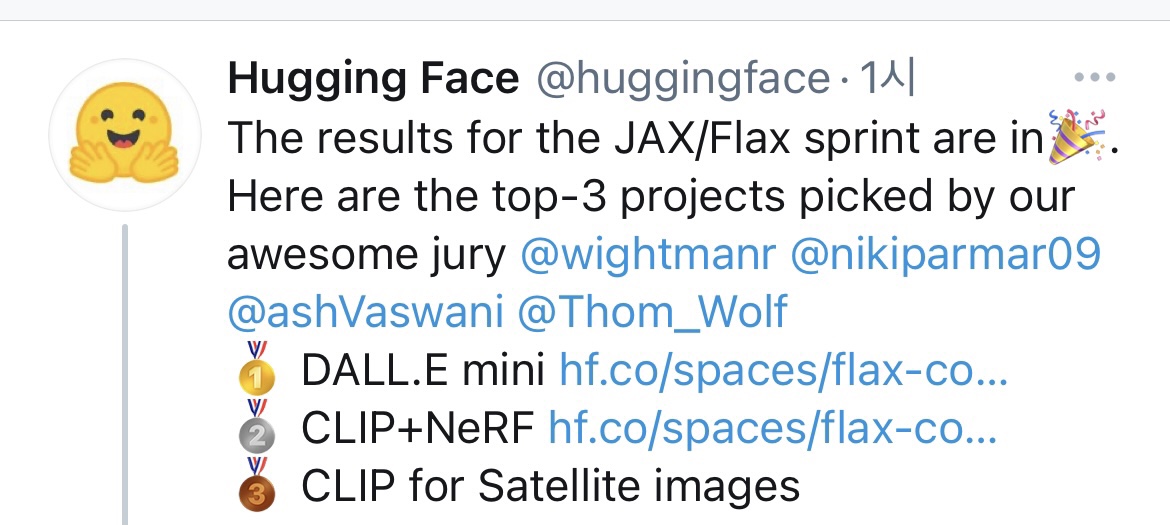 Hugging Face @huggingface · 1시
The results for the JAX/Flax sprint are in🎉.
Here are the top-3 projects picked by our
awesome jury @wightmanr @nikiparmar09
@ashVaswani @Thom_Wolf
🥇 DALL.E mini hf.co/spaces/flax-co...
🥈 CLIP+NeRF hf.co/spaces/flax-co...
🥉 CLIP for Satellite images